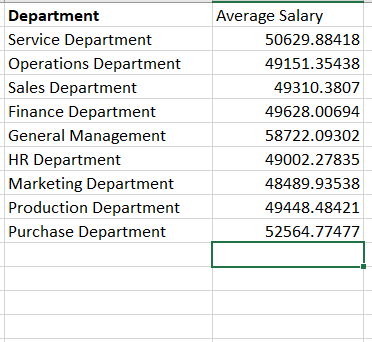 Department Average Salary
Service Department 50629.88418
Operations Department 49151.35438
Sales Department 49310.3807
Finance Department 49628.00694
General Management 58722.09302
HR Department 49002.27835
Marketing Department 48489.93538
Production Department 49448.48421
Purchase Department 52564.77477